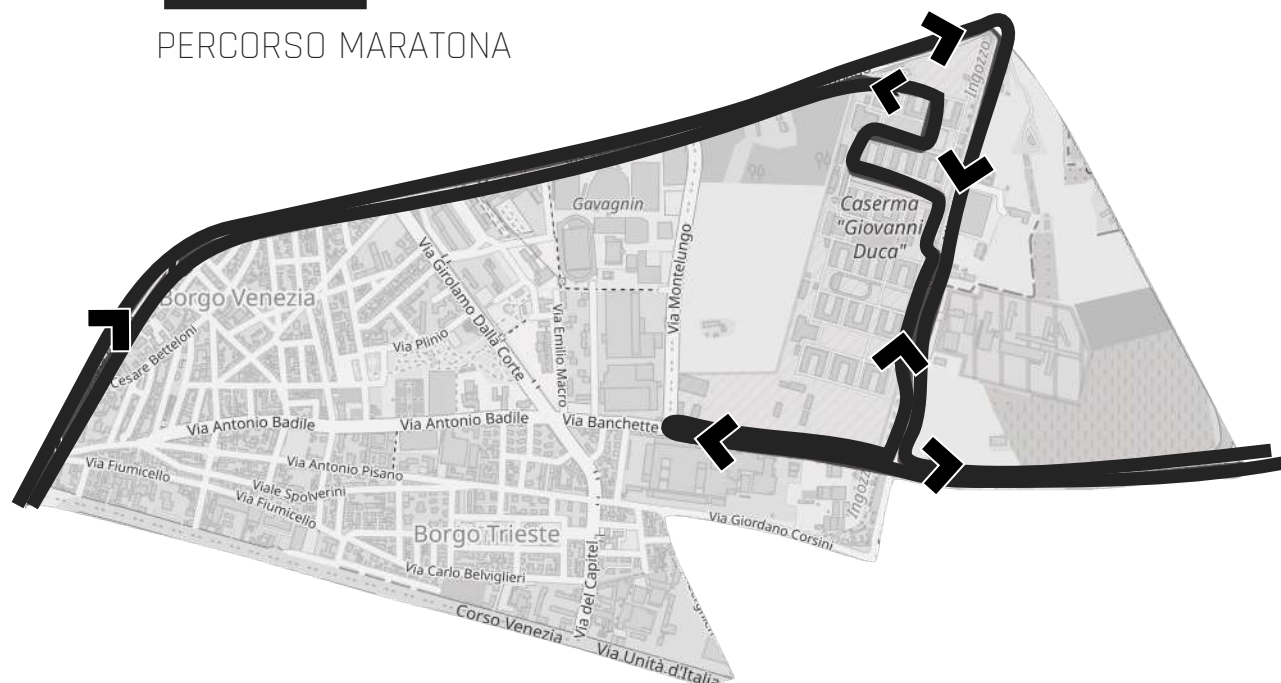 PERCORSO MARATONA
Ingozzo
Gavagnin
Caserma
"Giovanni
Duca"
Via Montelungo
Via Girolamo Dalla Corte
Borgo Venezia
Via Emilio Macro
Via Plinio
Cesare Betteloni
Via Antonio Badile
Via Antonio Badile
Via Banchette
Via Fiumicello
Via Antonio Pisano
Viale Spolverini
Via Fiumicello
Ingozzo
Via Giordano Corsini
Borgo Trieste
Via Carlo Belviglieri
Via del Capitel
Corso Venezia
Via Unità d'Italia